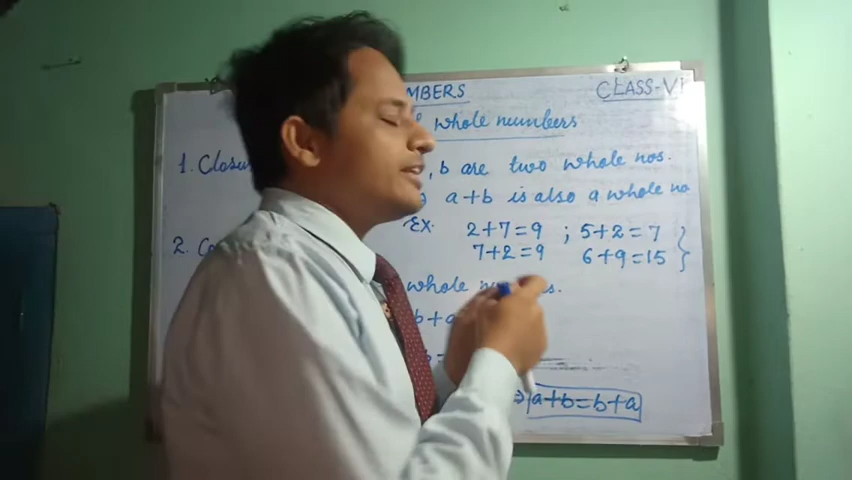 MBERS CLASS-VI
whole numbers
1. Closu , b are two whole nos.
a+b is also a whole no
EX. 2+7=9 ; 5+2=7
7+2=9 6+9=15
2. Co
whole
b+a
⇒ a+b=b+a